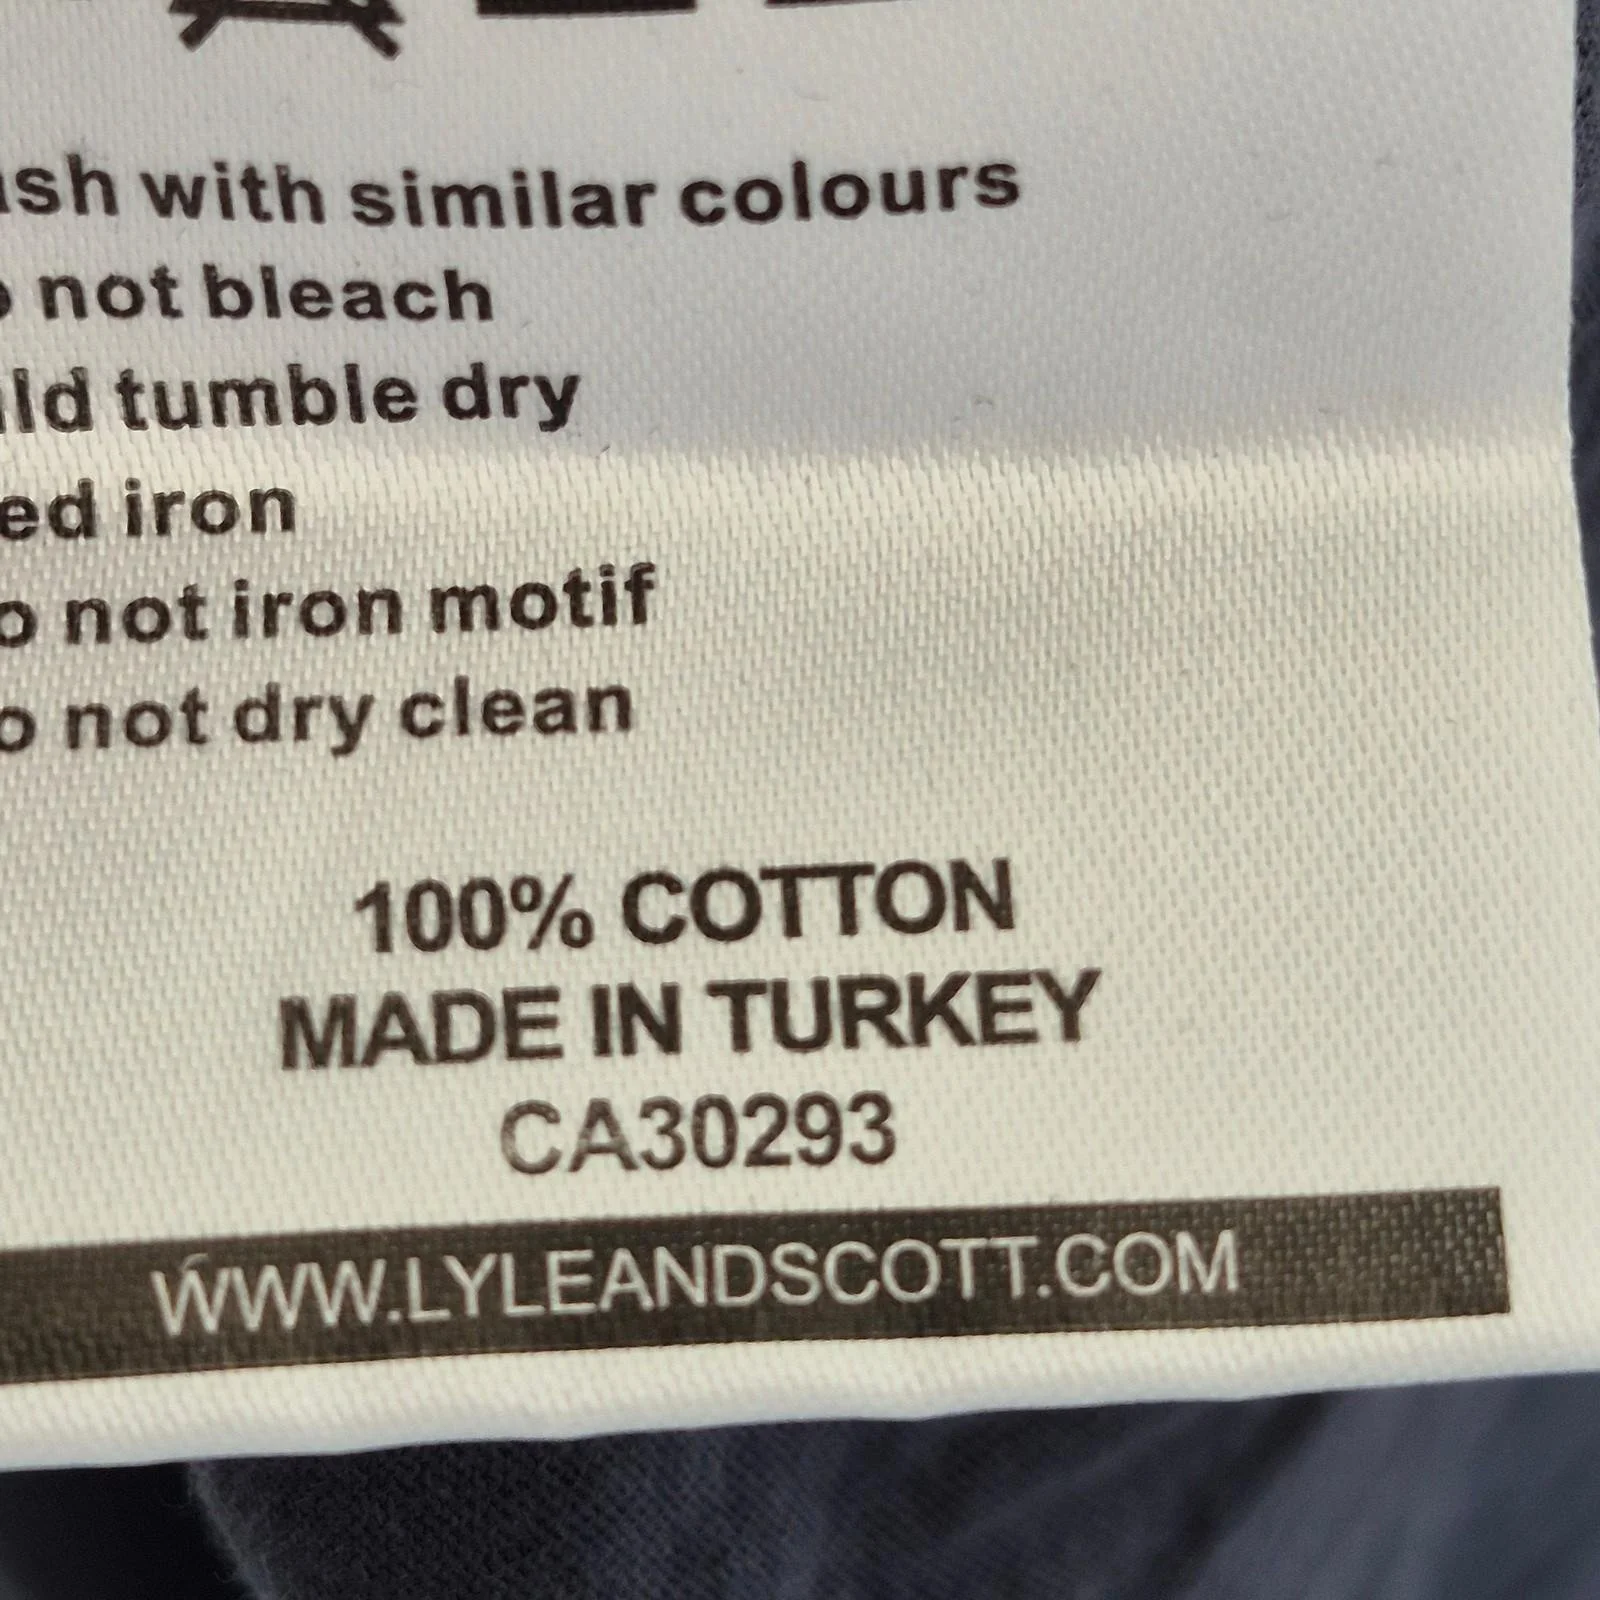 ash with similar colours
o not bleach
ild tumble dry
ed iron
o not iron motif
o not dry clean
100% COTTON
MADE IN TURKEY
CA30293
WWW.LYLEANDSCOTT.COM